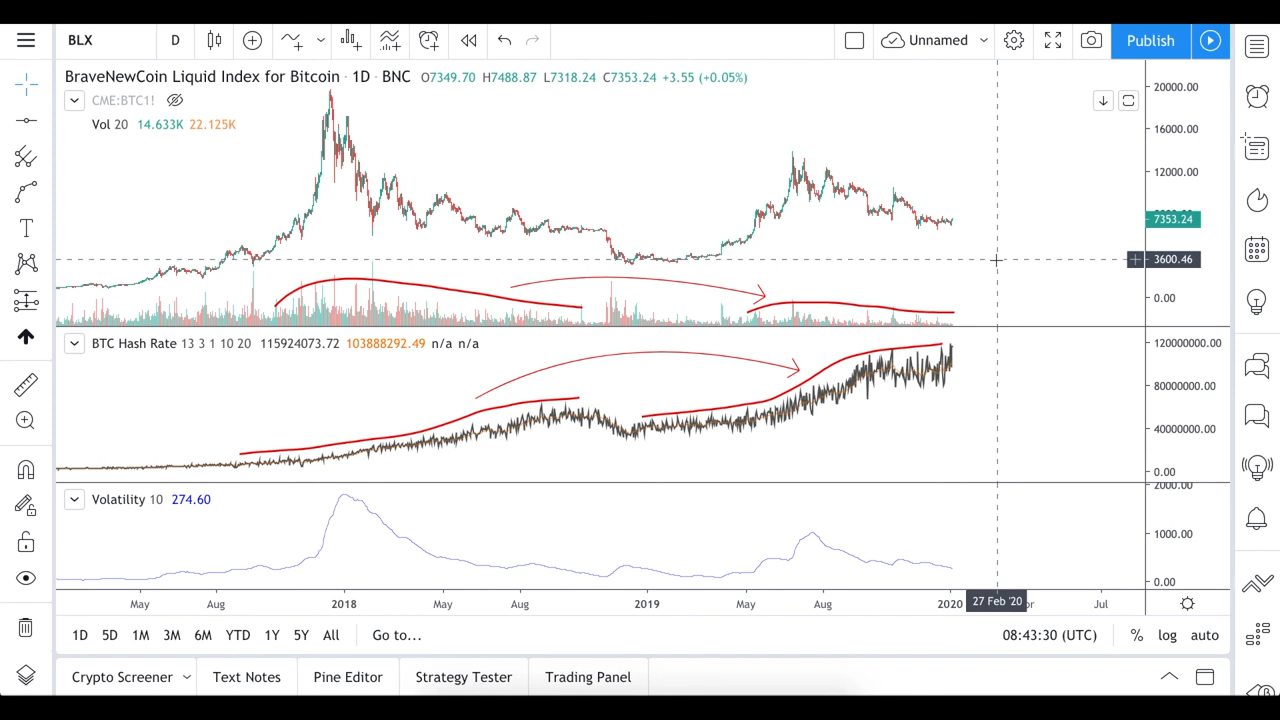 BLX D Unnamed Publish
BraveNewCoin Liquid Index for Bitcoin · 1D · BNC O7349.70 H7488.87 L7318.24 C7353.24 +3.55 (+0.05%)
CME:BTC1!
Vol 20 14.633K 22.125K
20000.00
16000.00
12000.00
7353.24
3600.46
0.00
BTC Hash Rate 13 3 1 10 20 115924073.72 103888292.49 n/a n/a
120000000.00
80000000.00
40000000.00
0.00
Volatility 10 274.60
2000.00
1000.00
0.00
May Aug 2018 May Aug 2019 May Aug 2020 27 Feb '20 Jul
1D 5D 1M 3M 6M YTD 1Y 5Y All Go to... 08:43:30 (UTC) % log auto
Crypto Screener Text Notes Pine Editor Strategy Tester Trading Panel